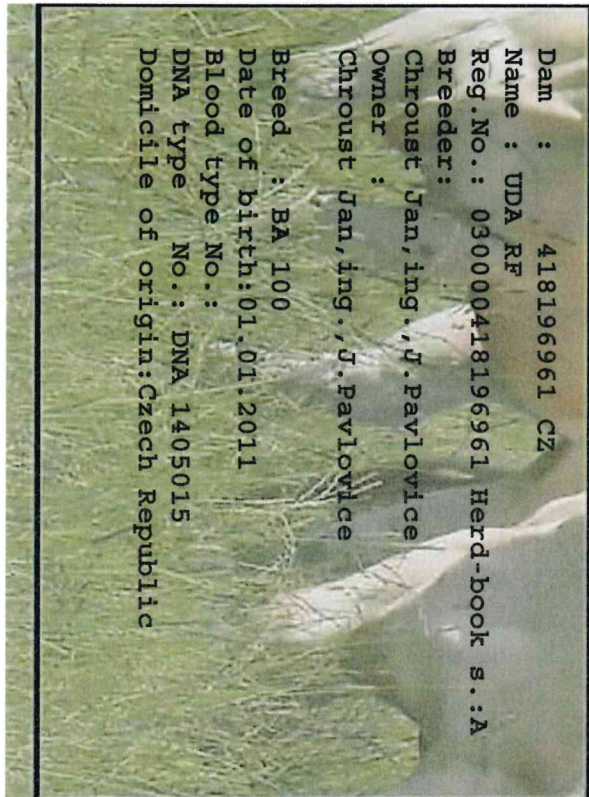 Dam : 418196961 CZ
Name : UDA RF
Reg.No.: 030000418196961 Herd-book s.:A
Breeder:
Chroust Jan,ing.,J.Pavlovice
Owner :
Chroust Jan,ing.,J.Pavlovice
Breed : BA 100
Date of birth:01.01.2011
Blood type No.:
DNA type No.: DNA 1405015
Domicile of origin:Czech Republic